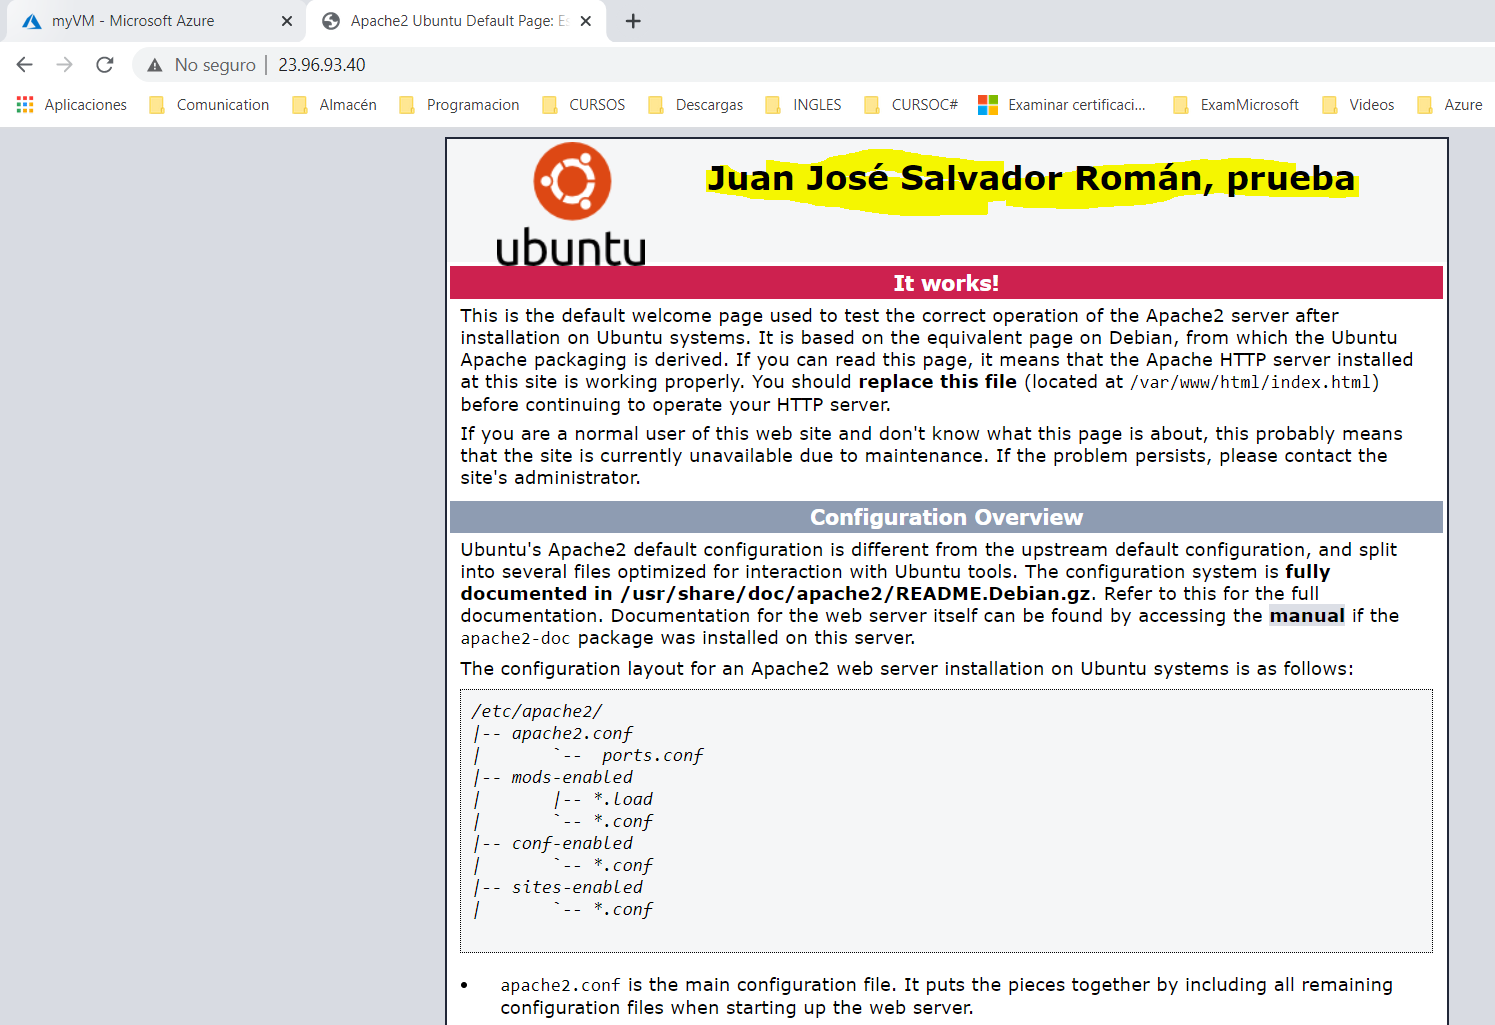 myVM - Microsoft Azure
Apache2 Ubuntu Default Page: Es
No seguro | 23.96.93.40
Aplicaciones Comunication Almacén Programacion CURSOS Descargas INGLES CURSOC# Examinar certificaci... ExamMicrosoft Videos Azure
ubuntu
Juan José Salvador Román, prueba
It works!
This is the default welcome page used to test the correct operation of the Apache2 server after
installation on Ubuntu systems. It is based on the equivalent page on Debian, from which the Ubuntu
Apache packaging is derived. If you can read this page, it means that the Apache HTTP server installed
at this site is working properly. You should replace this file (located at /var/www/html/index.html)
before continuing to operate your HTTP server.
If you are a normal user of this web site and don't know what this page is about, this probably means
that the site is currently unavailable due to maintenance. If the problem persists, please contact the
site's administrator.
Configuration Overview
Ubuntu's Apache2 default configuration is different from the upstream default configuration, and split
into several files optimized for interaction with Ubuntu tools. The configuration system is fully
documented in /usr/share/doc/apache2/README.Debian.gz. Refer to this for the full
documentation. Documentation for the web server itself can be found by accessing the manual if the
apache2-doc package was installed on this server.
The configuration layout for an Apache2 web server installation on Ubuntu systems is as follows:
/etc/apache2/
|-- apache2.conf
|       `--  ports.conf
|-- mods-enabled
|       |-- *.load
|       `-- *.conf
|-- conf-enabled
|       `-- *.conf
|-- sites-enabled
|       `-- *.conf
• apache2.conf is the main configuration file. It puts the pieces together by including all remaining
configuration files when starting up the web server.